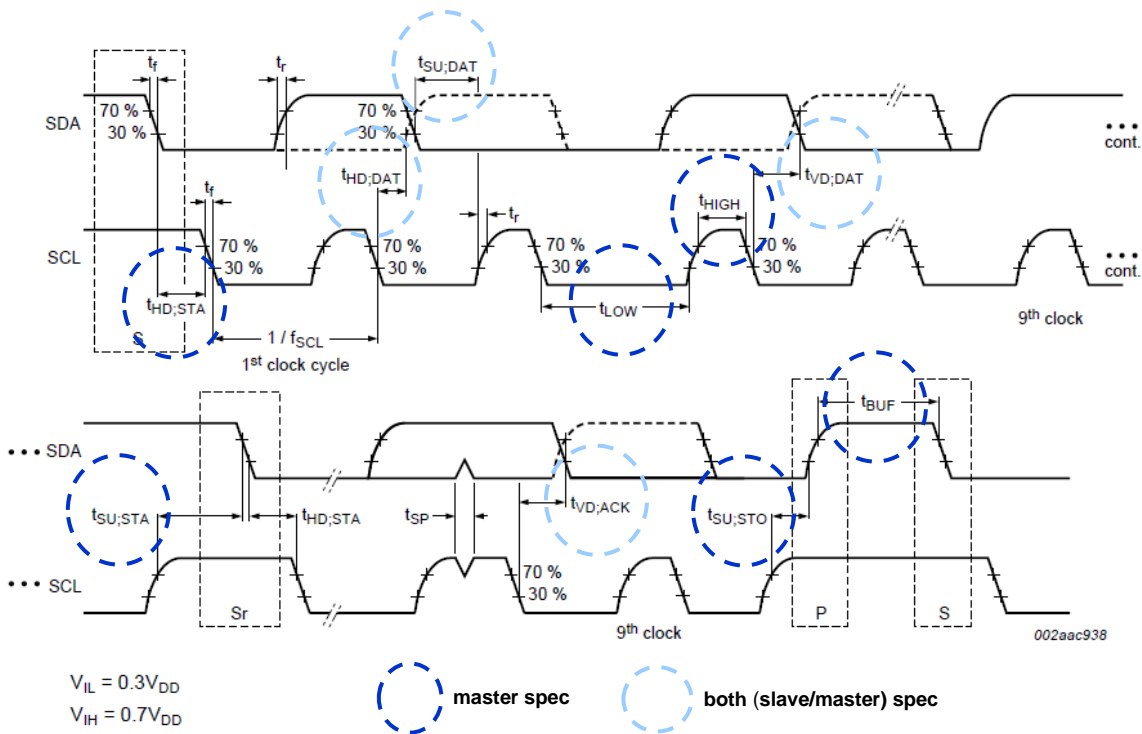 tf
tr
tSU;DAT
70 %
30 %
70 %
30 %
SDA
cont.
tHD;DAT
tVD;DAT
tf
tHIGH
tr
70 %
30 %
70 %
30 %
70 %
30 %
70 %
30 %
SCL
cont.
tHD;STA
tLOW
S
1 / fSCL
9th clock
1st clock cycle
tBUF
SDA
tSU;STA
tHD;STA
tSP
tVD;ACK
tSU;STO
70 %
30 %
SCL
Sr
P
S
9th clock
002aac938
VIL = 0.3VDD
VIH = 0.7VDD
master spec
both (slave/master) spec